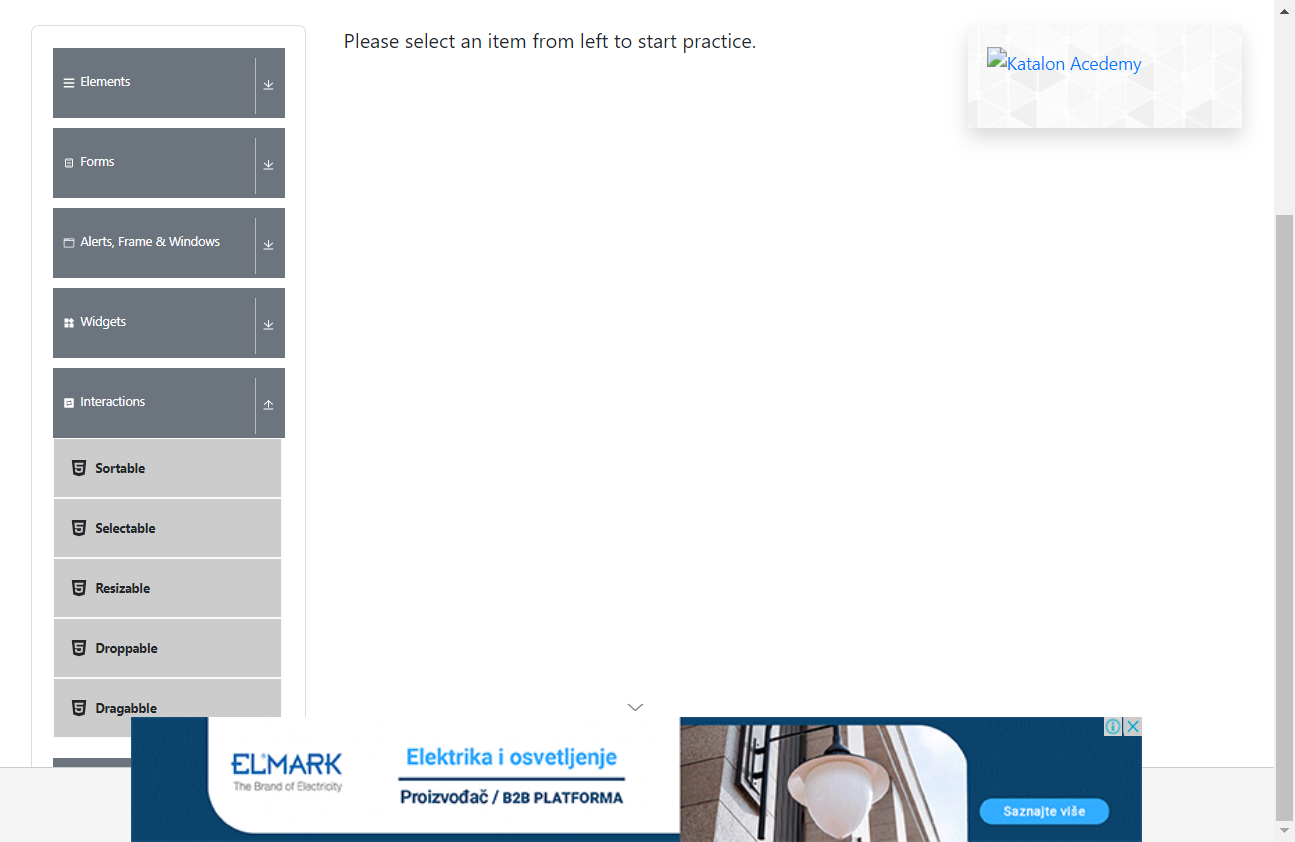 Please select an item from left to start practice.
Katalon Acedemy
Elements
Forms
Alerts, Frame & Windows
Widgets
Interactions
Sortable
Selectable
Resizable
Droppable
Dragabble
ELMARK
The Brand of Electricity
Elektrika i osvetljenje
Proizvođač / B2B PLATFORMA
Saznajte više